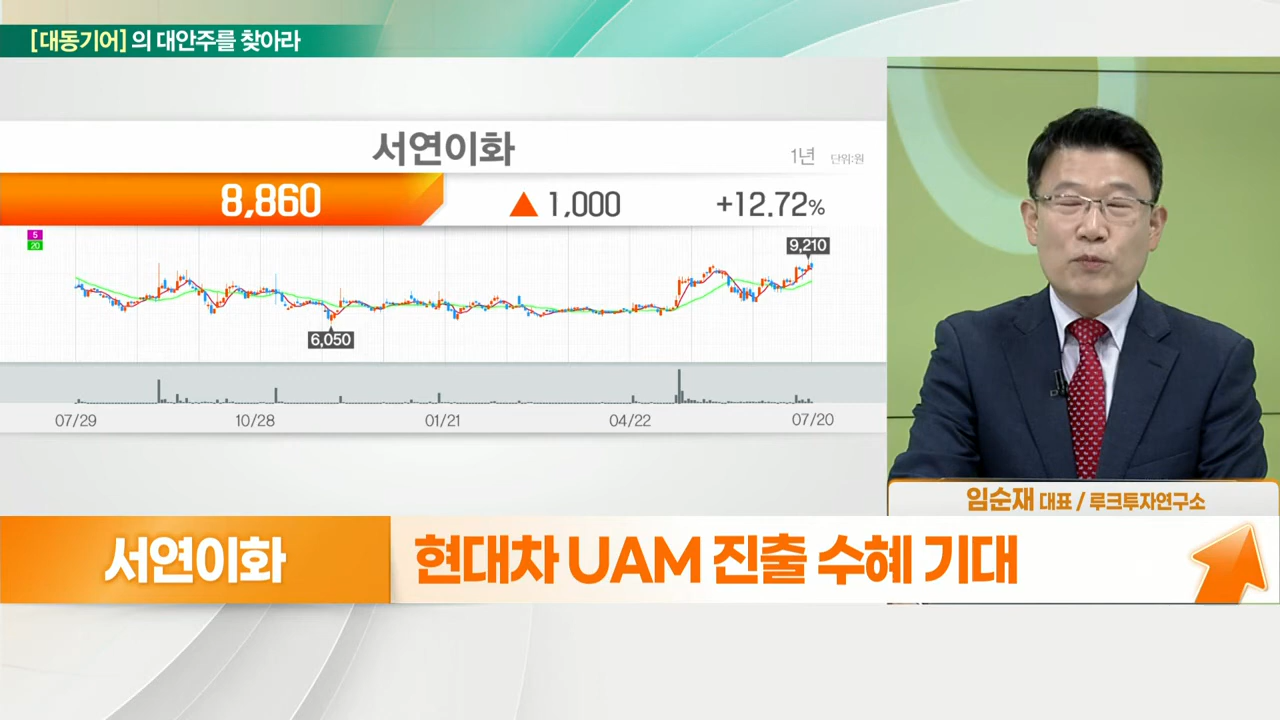 [대동기어]의 대안주를 찾아라
서연이화
1년 단위:원
8,860 ▲ 1,000 +12.72%
5
20
9,210
6,050
07/29 10/28 01/21 04/22 07/20
임순재 대표 / 루크투자연구소
서연이화 현대차 UAM 진출 수혜 기대